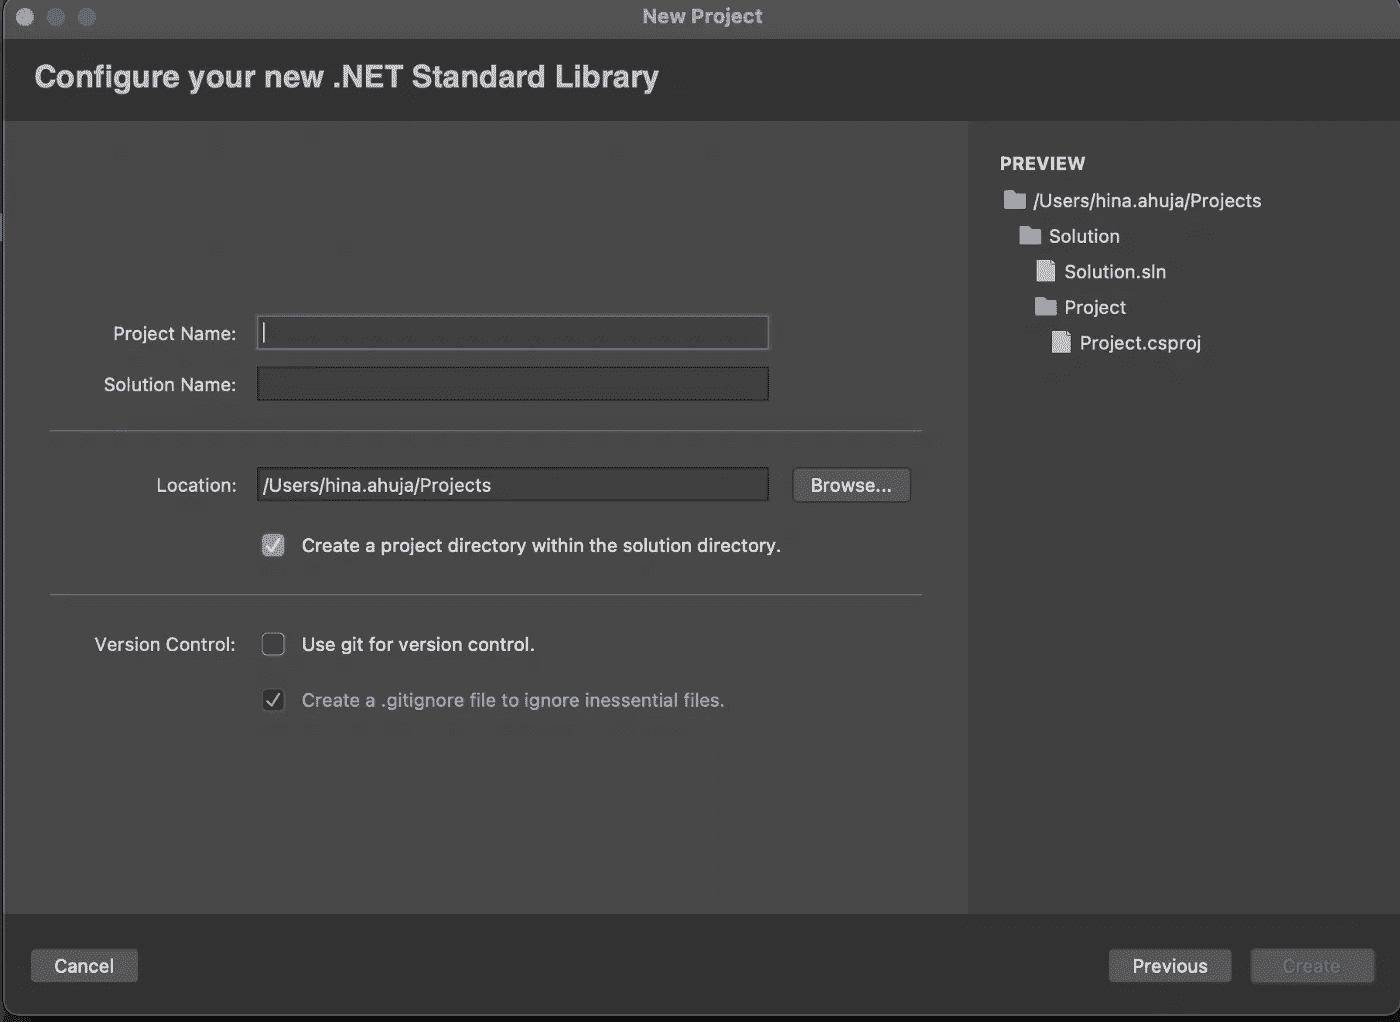 New Project
Configure your new .NET Standard Library
Project Name:
Solution Name:
Location: /Users/hina.ahuja/Projects Browse...
Create a project directory within the solution directory.
Version Control: Use git for version control.
Create a .gitignore file to ignore inessential files.
PREVIEW
/Users/hina.ahuja/Projects
Solution
Solution.sln
Project
Project.csproj
Cancel Previous Create